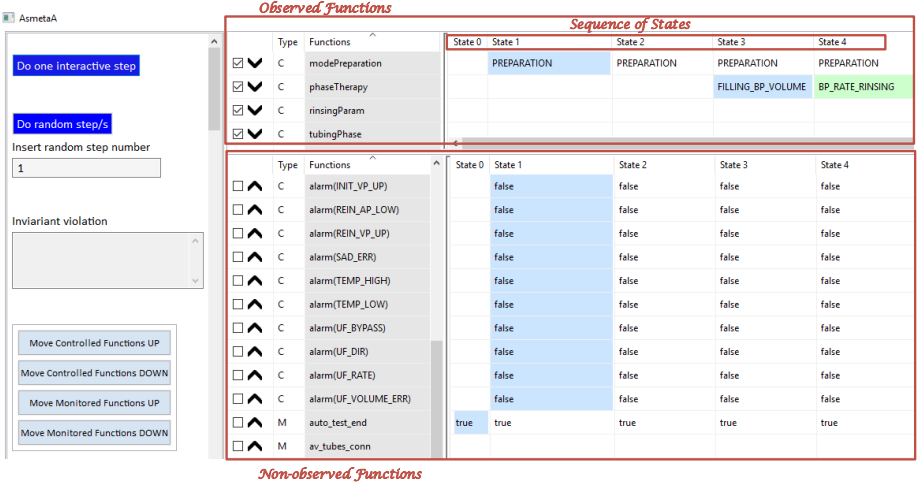 Observed Functions
AsmetaA
Sequence of States
Type Functions State 0 State 1 State 2 State 3 State 4
Do one interactive step
C modePreparation PREPARATION PREPARATION PREPARATION PREPARATION
C phaseTherapy FILLING_BP_VOLUME BP_RATE_RINSING
C rinsingParam
Do random step/s
C tubingPhase
Insert random step number
1
Type Functions State 0 State 1 State 2 State 3 State 4
C alarm(INIT_VP_UP) false false false false
C alarm(REIN_AP_LOW) false false false false
Inviariant violation
C alarm(REIN_VP_UP) false false false false
C alarm(SAD_ERR) false false false false
C alarm(TEMP_HIGH) false false false false
C alarm(TEMP_LOW) false false false false
C alarm(UF_BYPASS) false false false false
Move Controlled Functions UP
C alarm(UF_DIR) false false false false
Move Controlled Functions DOWN
C alarm(UF_RATE) false false false false
Move Monitored Functions UP
C alarm(UF_VOLUME_ERR) false false false false
M auto_test_end true true true true true
Move Monitored Functions DOWN
M av_tubes_conn
Non-observed Functions